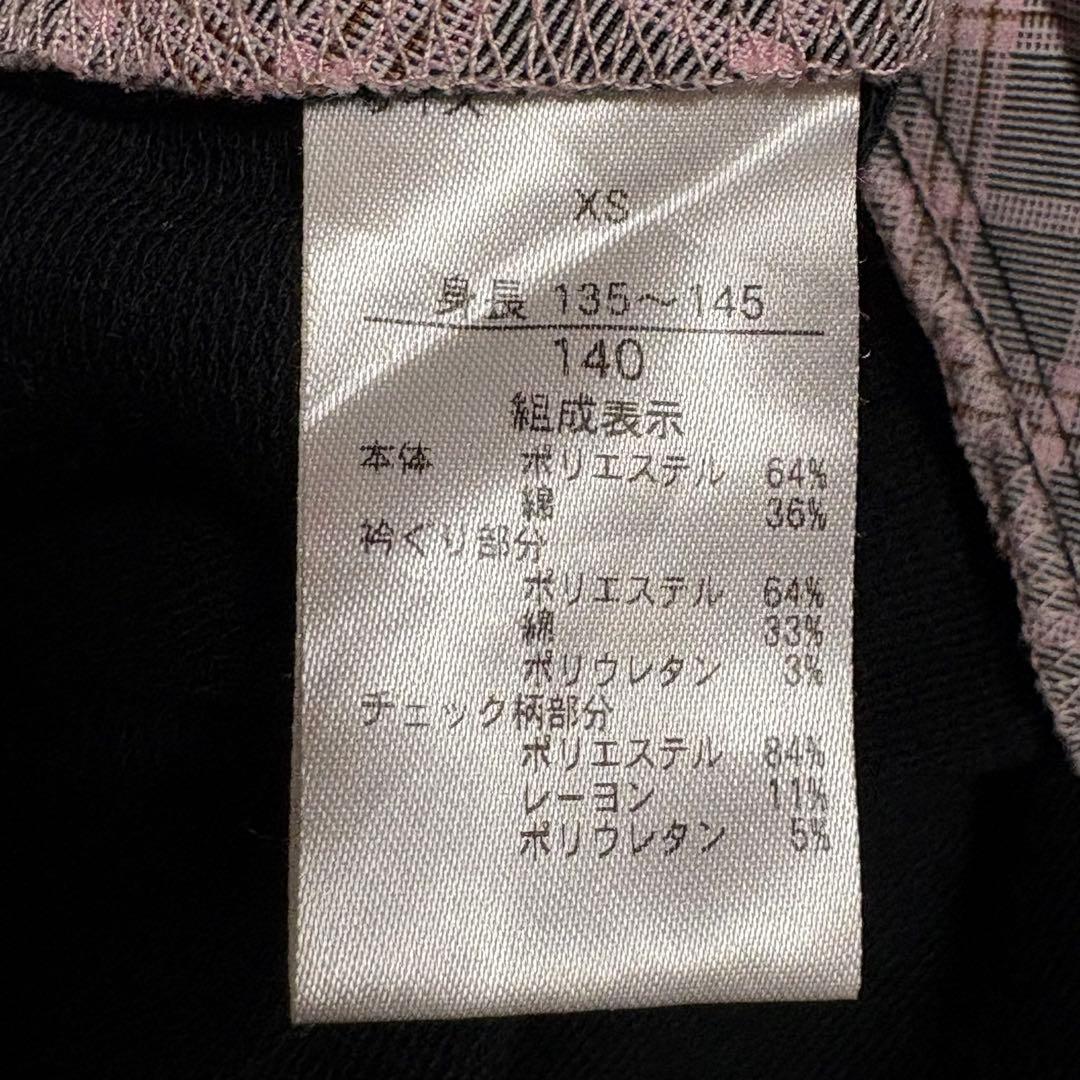 サイズ
XS
身長 135～145
140
組成表示
本体 ポリエステル 64%
綿 36%
衿ぐり部分
ポリエステル 64%
綿 33%
ポリウレタン 3%
チェック柄部分
ポリエステル 84%
レーヨン 11%
ポリウレタン 5%